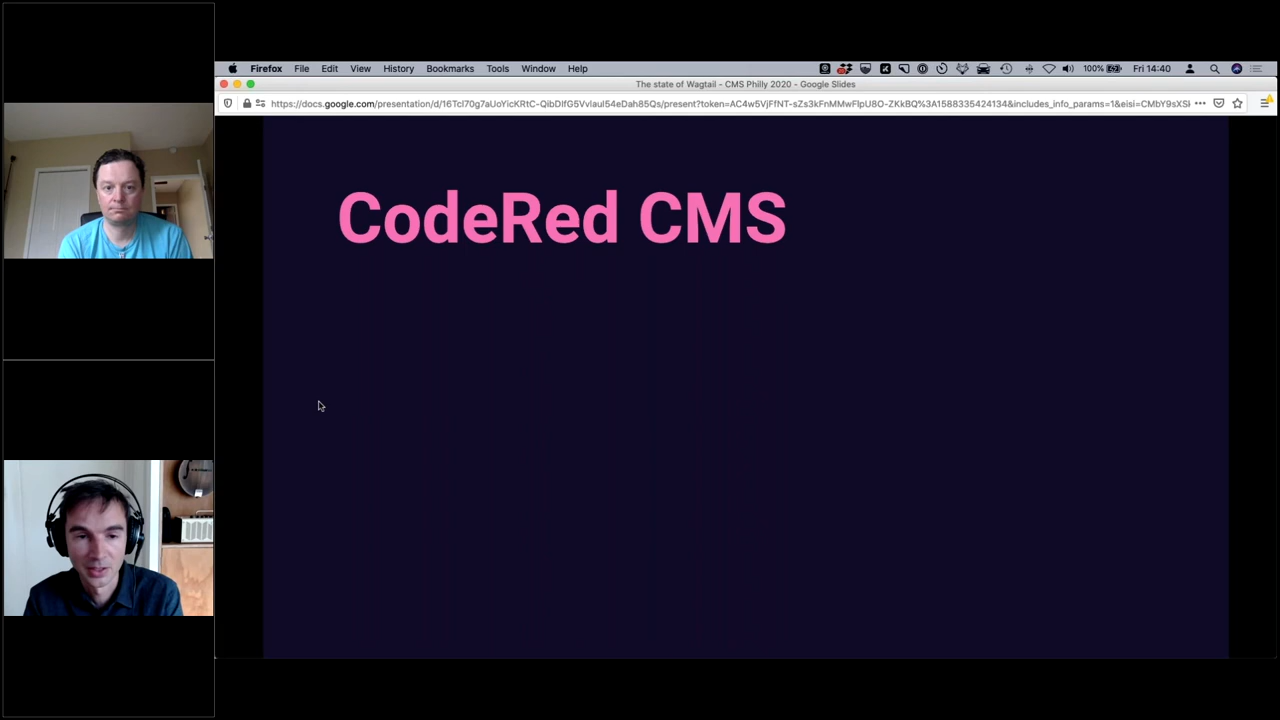 Firefox File Edit View History Bookmarks Tools Window Help 100% Fri 14:40
The state of Wagtail - CMS Philly 2020 - Google Slides
CodeRed CMS